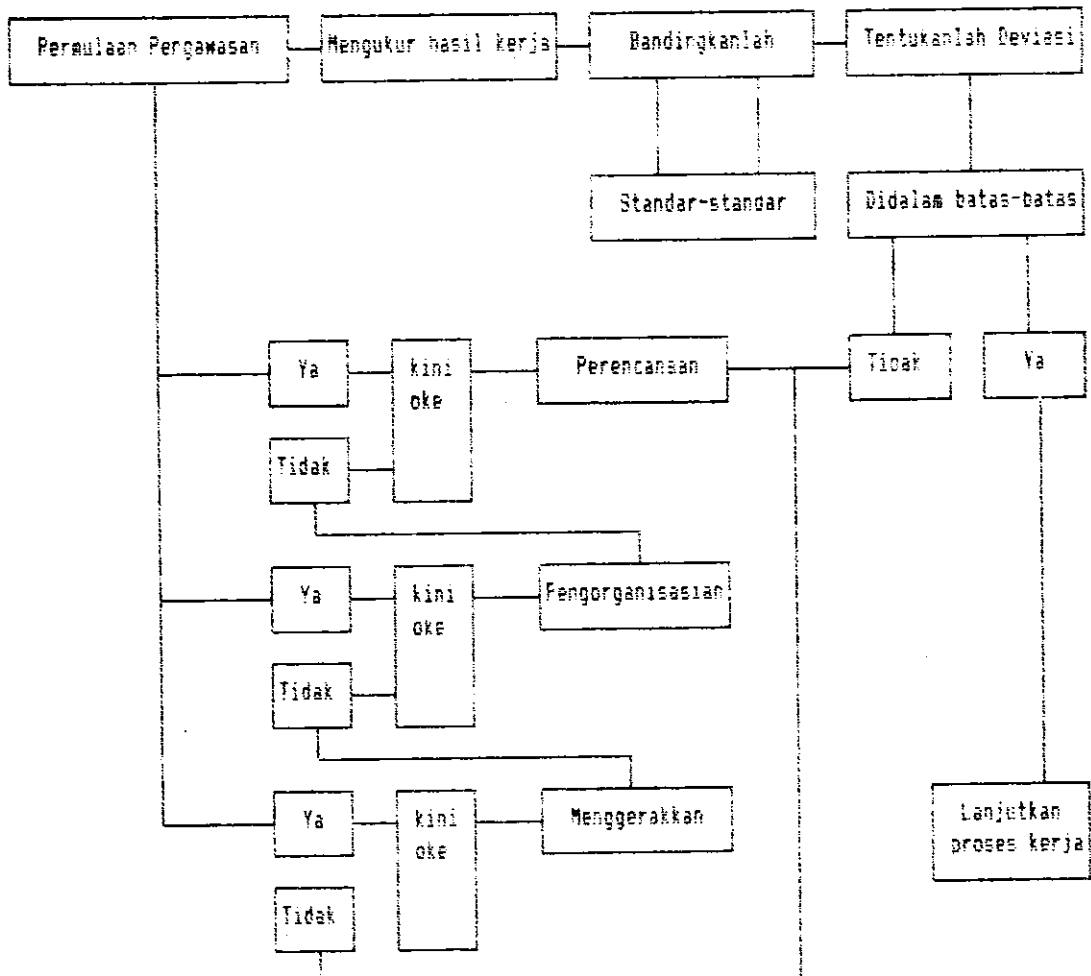 Permulaan Pengawasan
Mengukur hasil kerja
Bandingkanlah
Tentukanlah Deviasi
Standar-standar
Didalam batas-batas
Ya
kini
oke
Perencanaan
Tidak
Ya
Tidak
Ya
kini
oke
Pengorganisasian
Tidak
Ya
kini
oke
Menggerakkan
Lanjutkan
proses kerja
Tidak